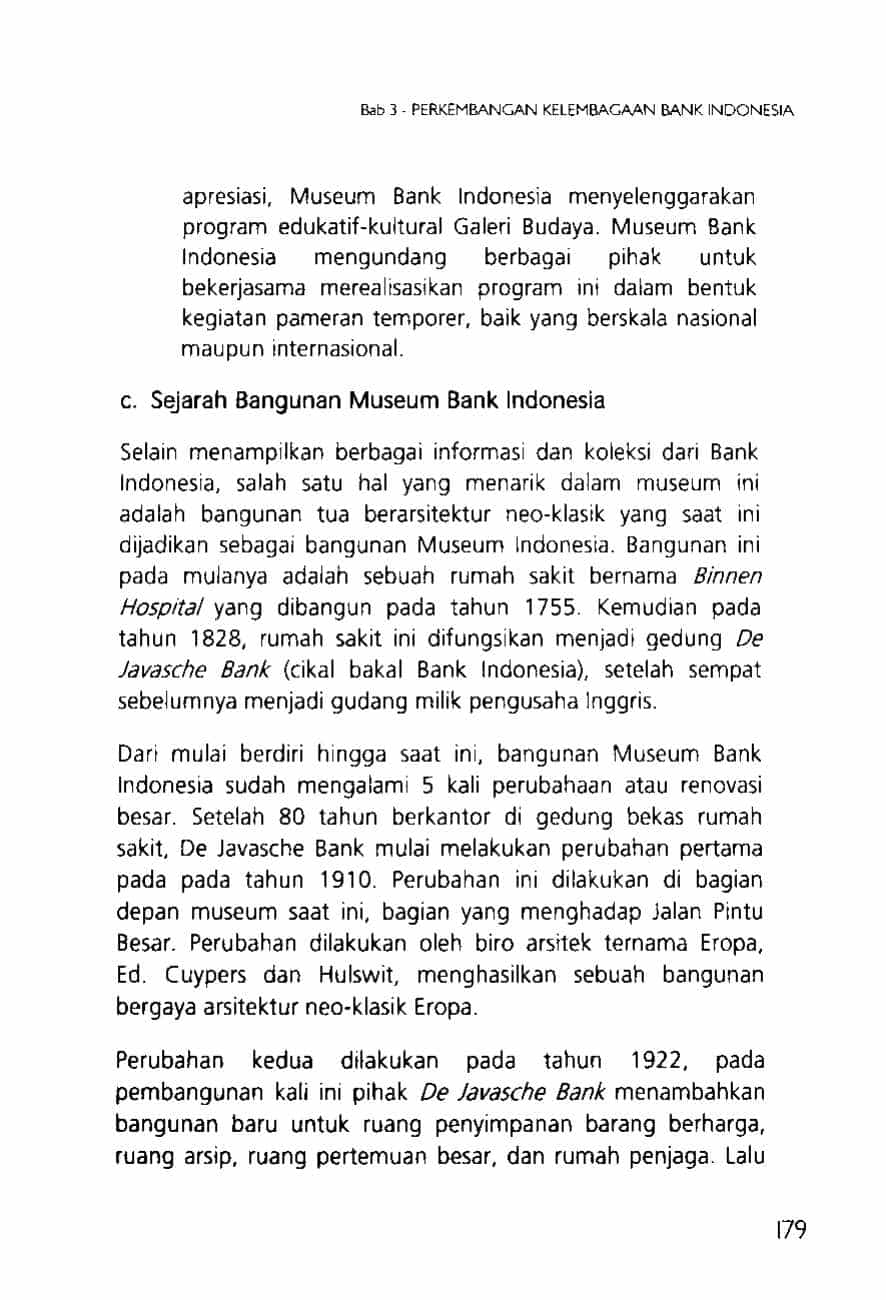 Bab 3 - PERKEMBANGAN KELEMBAGAAN BANK INDONESIA
apresiasi, Museum Bank Indonesia menyelenggarakan
program edukatif-kultural Galeri Budaya. Museum Bank
Indonesia mengundang berbagai pihak untuk
bekerjasama merealisasikan program ini dalam bentuk
kegiatan pameran temporer, baik yang berskala nasional
maupun internasional.
c. Sejarah Bangunan Museum Bank Indonesia
Selain menampilkan berbagai informasi dan koleksi dari Bank
Indonesia, salah satu hal yang menarik dalam museum ini
adalah bangunan tua berarsitektur neo-klasik yang saat ini
dijadikan sebagai bangunan Museum Indonesia. Bangunan ini
pada mulanya adalah sebuah rumah sakit bernama Binnen
Hospital yang dibangun pada tahun 1755. Kemudian pada
tahun 1828, rumah sakit ini difungsikan menjadi gedung De
Javasche Bank (cikal bakal Bank Indonesia), setelah sempat
sebelumnya menjadi gudang milik pengusaha Inggris.
Dari mulai berdiri hingga saat ini, bangunan Museum Bank
Indonesia sudah mengalami 5 kali perubahaan atau renovasi
besar. Setelah 80 tahun berkantor di gedung bekas rumah
sakit, De Javasche Bank mulai melakukan perubahan pertama
pada pada tahun 1910. Perubahan ini dilakukan di bagian
depan museum saat ini, bagian yang menghadap Jalan Pintu
Besar. Perubahan dilakukan oleh biro arsitek ternama Eropa,
Ed. Cuypers dan Hulswit, menghasilkan sebuah bangunan
bergaya arsitektur neo-klasik Eropa.
Perubahan kedua dilakukan pada tahun 1922, pada
pembangunan kali ini pihak De Javasche Bank menambahkan
bangunan baru untuk ruang penyimpanan barang berharga,
ruang arsip, ruang pertemuan besar, dan rumah penjaga. Lalu
179